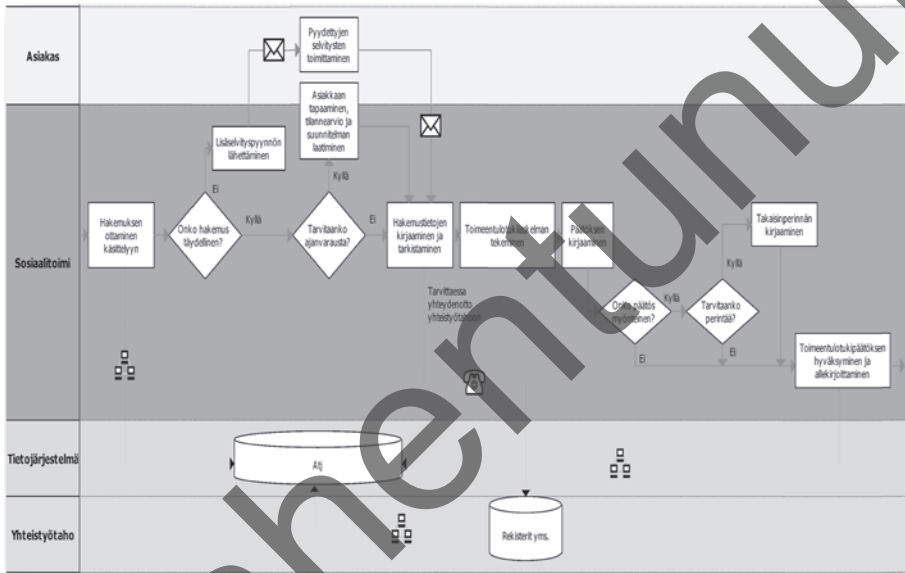 Asiakas
Pyydettyjen
selvitysten
toimittaminen
Asiakkaan
tapaaminen,
tilannearvio ja
suunnitelman
laatiminen
Lisäselvityspyynnön
lähettäminen
Ei
Kyllä
Kyllä
Ei
Sosiaalitoimi
Hakemuksen
ottaminen
käsittelyyn
Onko hakemus
täydellinen?
Tarvitaanko
ajanvarausta?
Hakemustietojen
kirjaaminen ja
tarkistaminen
Toimeentulotukilaskelman
tekeminen
Päätöksen
kirjaaminen
Takaisinperinnän
kirjaaminen
Kyllä
Tarvittaessa
yhteydenotto
yhteistyötahoon
Onko päätös
myönteinen?
Kyllä
Tarvitaanko
perintää?
Ei
Ei
Toimeentulotukipäätöksen
hyväksyminen ja
allekirjoittaminen
Tietojärjestelmä
Atj
Yhteistyötaho
Rekisterit yms.